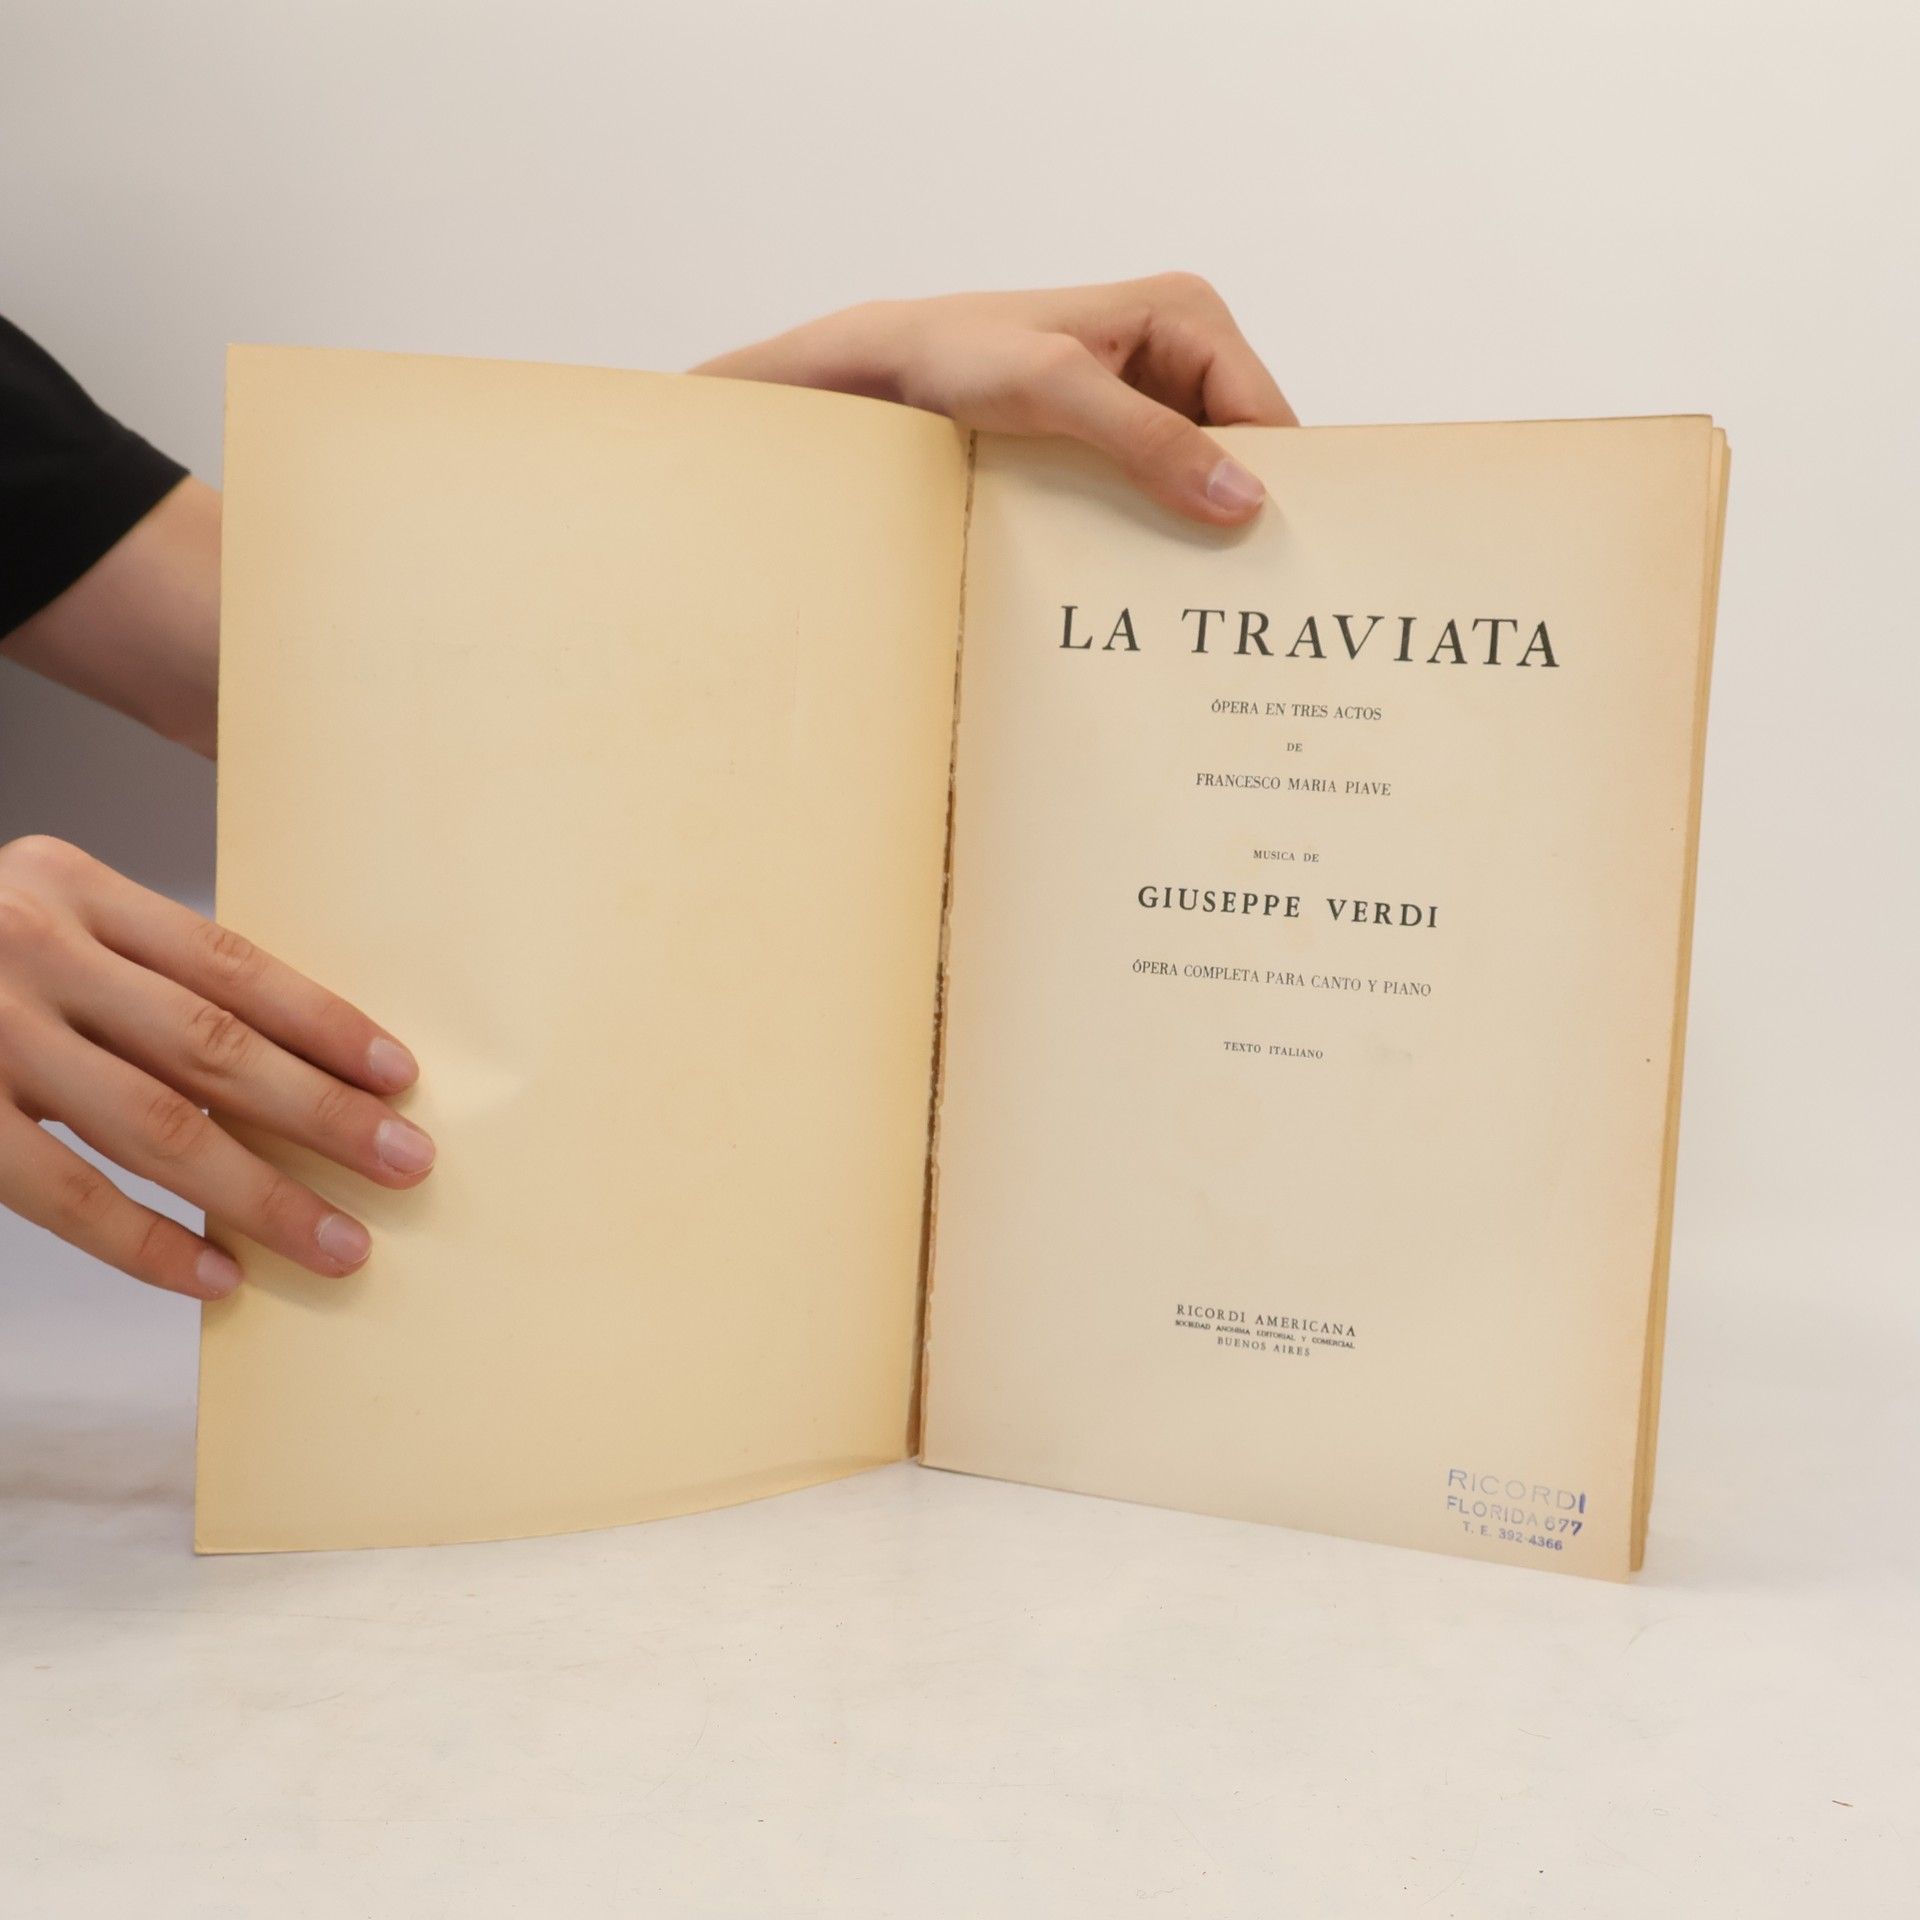 LA TRAVIATA
ÓPERA EN TRES ACTOS
DE
FRANCESCO MARIA PIAVE
MUSICA DE
GIUSEPPE VERDI
ÓPERA COMPLETA PARA CANTO Y PIANO
TEXTO ITALIANO
RICORDI AMERICANA
SOCIEDAD ANONIMA EDITORIAL Y COMERCIAL
BUENOS AIRES
RICORDI
FLORIDA 677
T. E. 392-4366